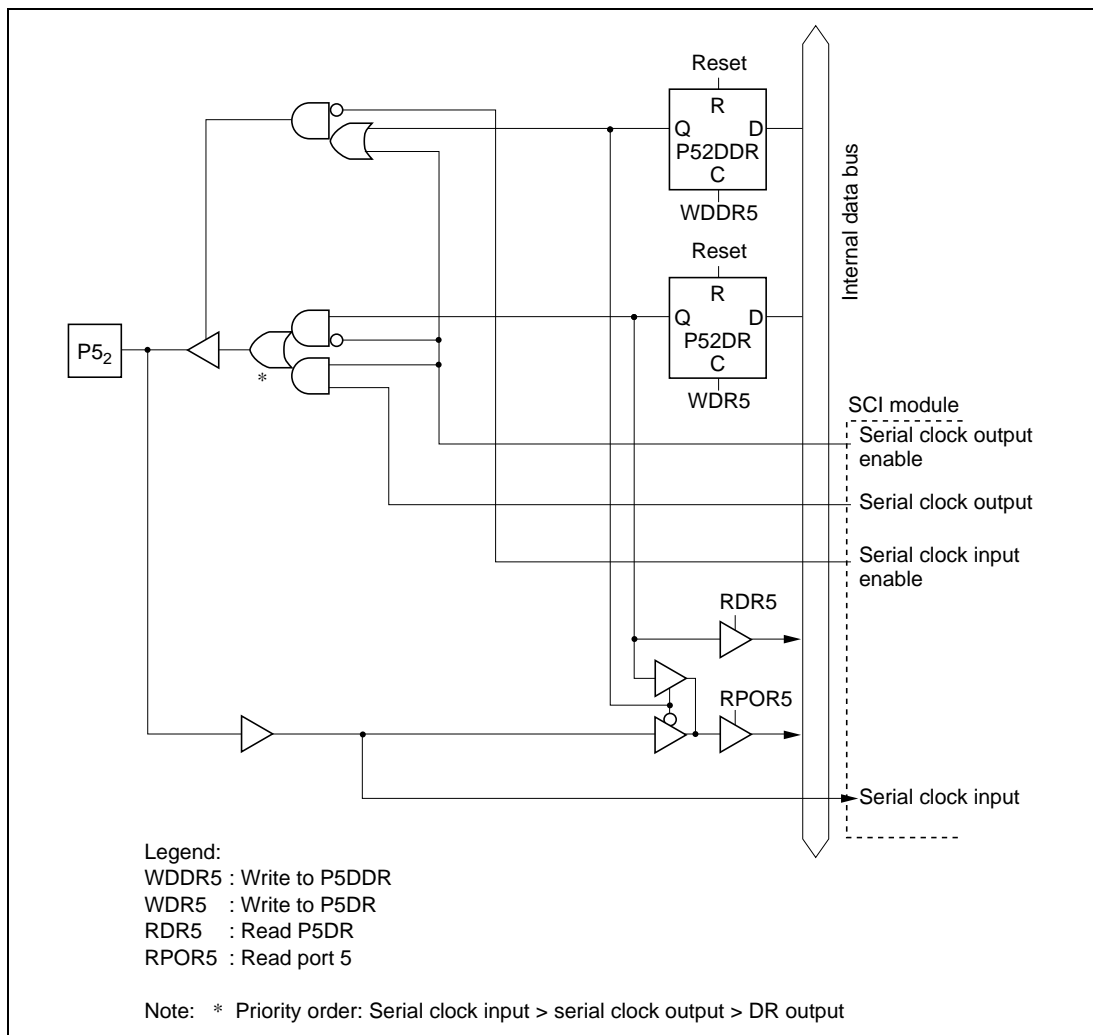 Reset
R
Q D
P52DDR
C
WDDR5
Internal data bus
Reset
R
Q D
P52DR
C
WDR5
P5₂
*
SCI module
Serial clock output
enable
Serial clock output
Serial clock input
enable
RDR5
RPOR5
Serial clock input
Legend:
WDDR5 : Write to P5DDR
WDR5 : Write to P5DR
RDR5 : Read P5DR
RPOR5 : Read port 5
Note: * Priority order: Serial clock input > serial clock output > DR output